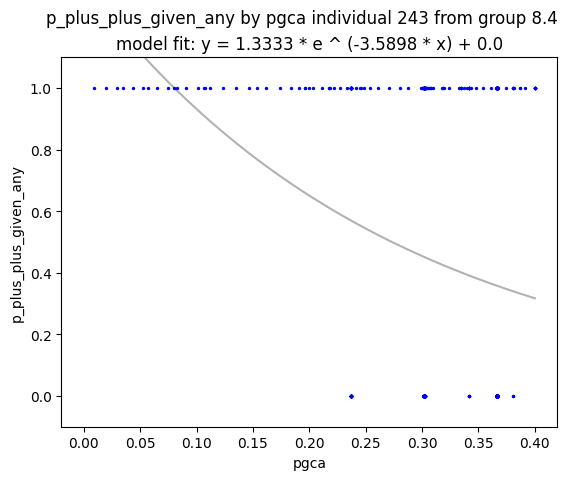 p_plus_plus_given_any by pgca individual 243 from group 8.4
model fit: y = 1.3333 * e ^ (-3.5898 * x) + 0.0
p_plus_plus_given_any
1.0
0.8
0.6
0.4
0.2
0.0
0.00 0.05 0.10 0.15 0.20 0.25 0.30 0.35 0.40
pgca